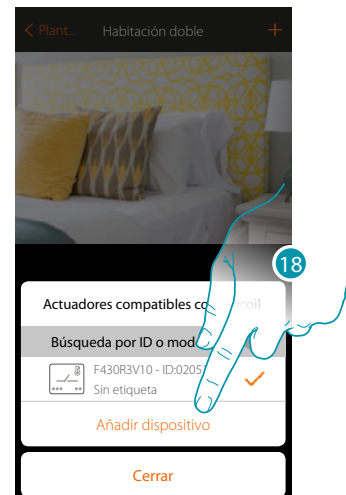 < Plant... Habitación doble +
18
Actuadores compatibles co coil
Búsqueda por ID o mode
F430R3V10 - ID:0205
Sin etiqueta
Añadir dispositivo
Cerrar